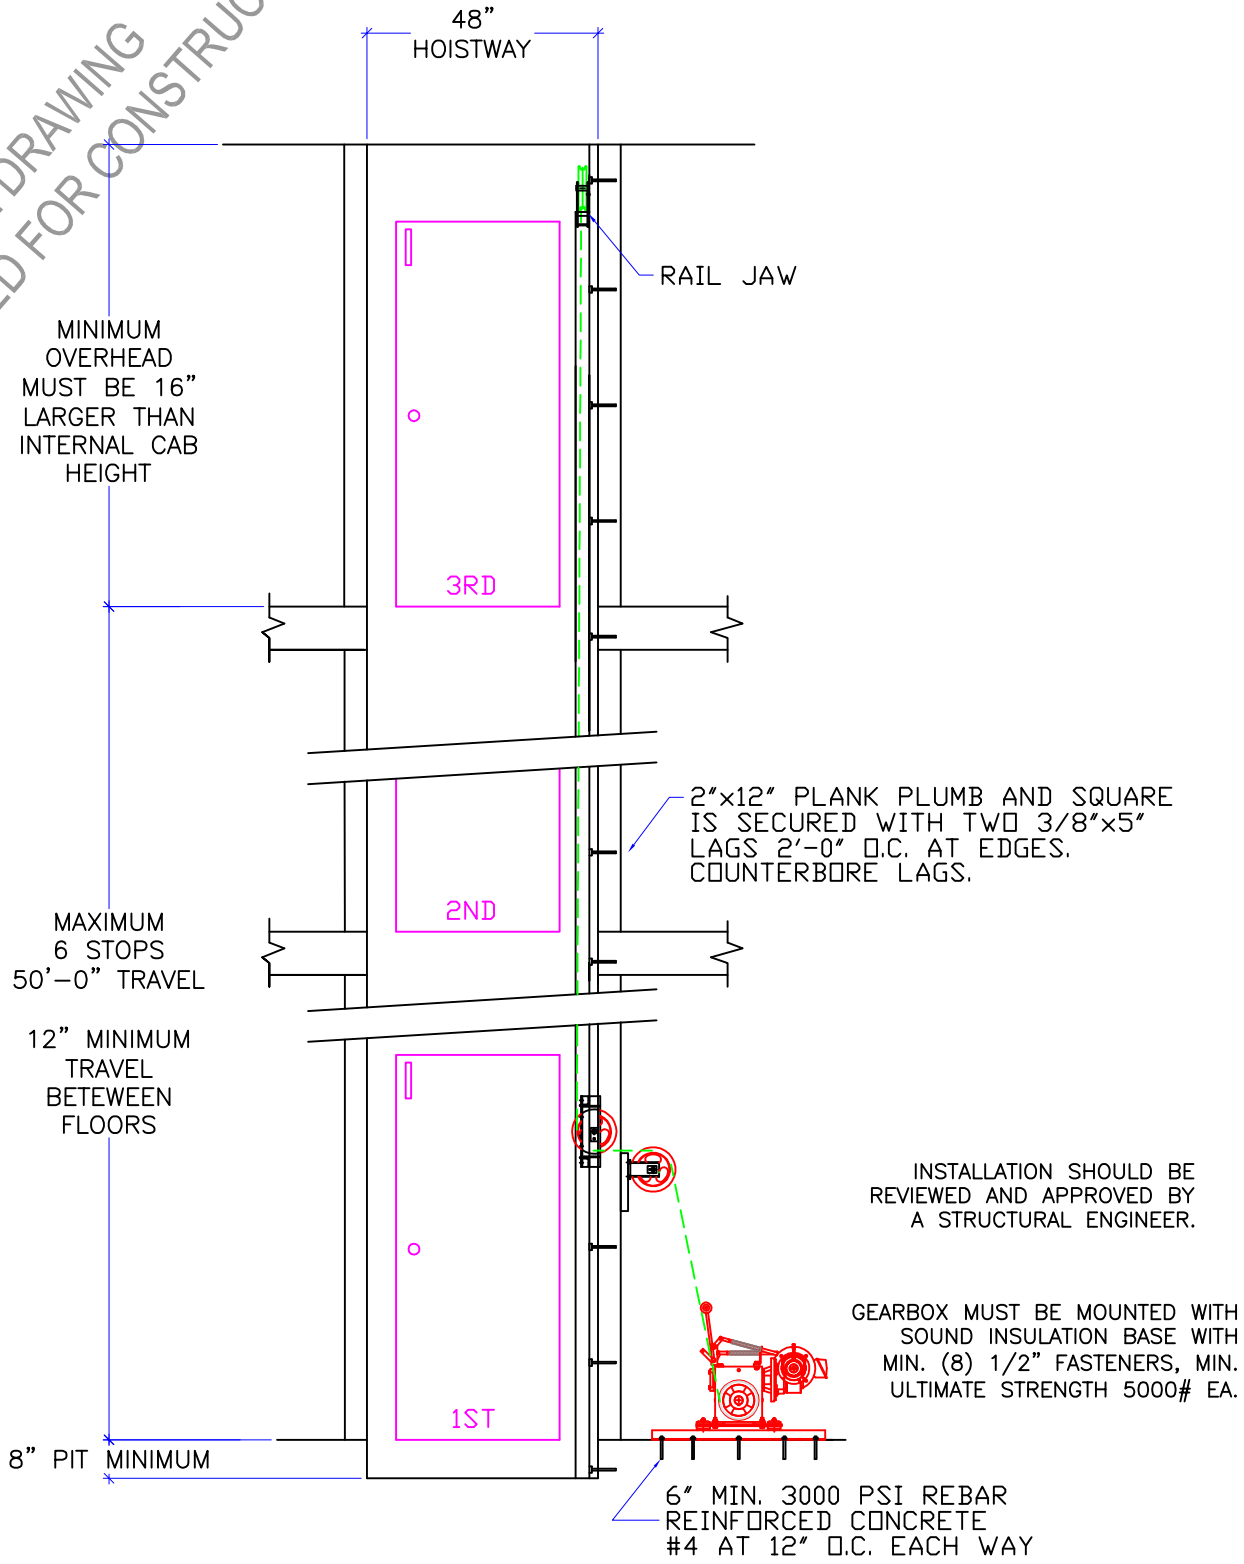 48”
HOISTWAY
DRAWING
FOR CONSTRUC
RAIL JAW
MINIMUM
OVERHEAD
MUST BE 16”
LARGER THAN
INTERNAL CAB
HEIGHT
3RD
2"x12" PLANK PLUMB AND SQUARE
IS SECURED WITH TWO 3/8"x5"
LAGS 2'-0" O.C. AT EDGES.
COUNTERBORE LAGS.
2ND
MAXIMUM
6 STOPS
50’-0” TRAVEL
12” MINIMUM
TRAVEL
BETEWEEN
FLOORS
INSTALLATION SHOULD BE
REVIEWED AND APPROVED BY
A STRUCTURAL ENGINEER.
GEARBOX MUST BE MOUNTED WITH
SOUND INSULATION BASE WITH
MIN. (8) 1/2” FASTENERS, MIN.
ULTIMATE STRENGTH 5000# EA.
1ST
8” PIT MINIMUM
6" MIN. 3000 PSI REBAR
REINFORCED CONCRETE
#4 AT 12" O.C. EACH WAY